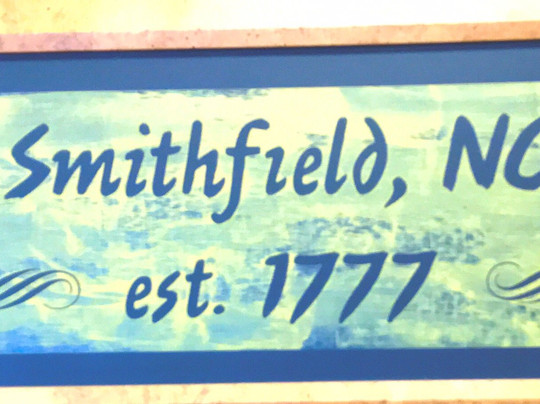 Smithfield, NC
est. 1777